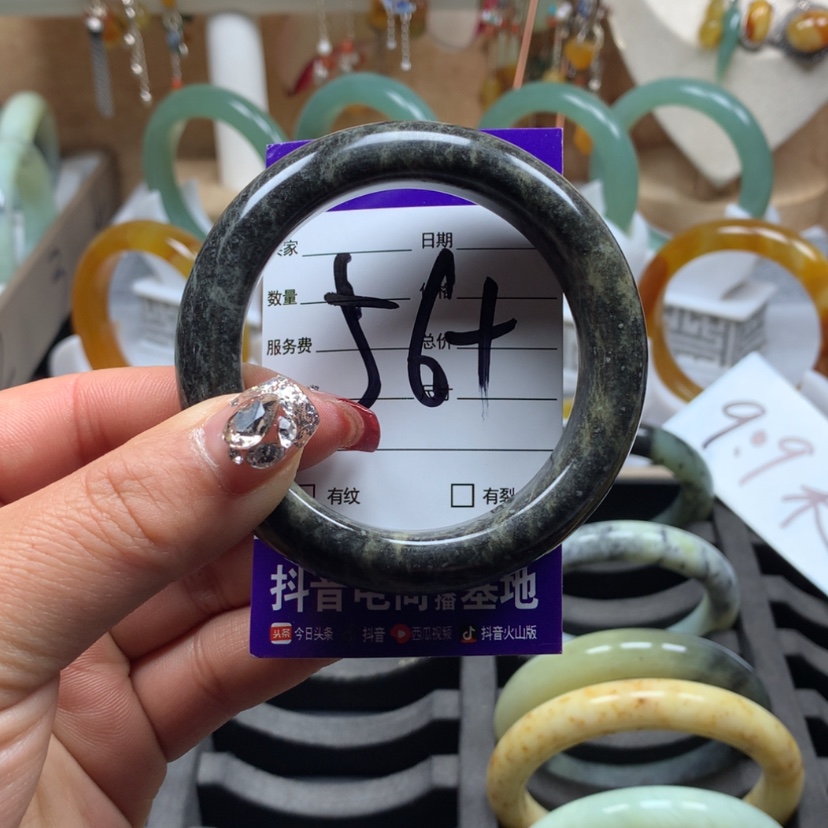 家 日期
数量
服务费 总价
56+
有纹 有裂
抖音电商直播基地
头条 今日头条 抖音 西瓜视频 抖音火山版
9.9